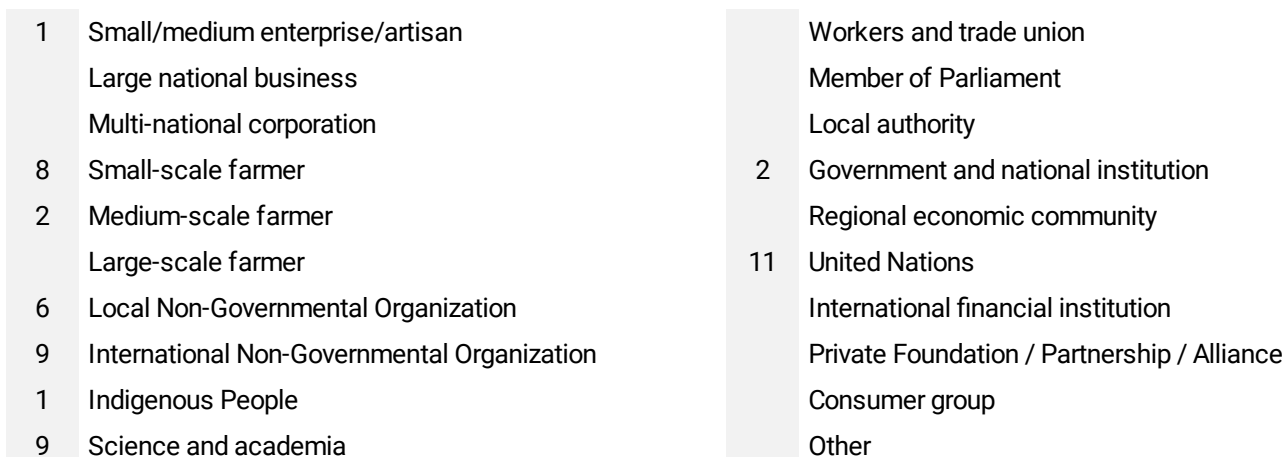 1 Small/medium enterprise/artisan
Large national business
Multi-national corporation
8 Small-scale farmer
2 Medium-scale farmer
Large-scale farmer
6 Local Non-Governmental Organization
9 International Non-Governmental Organization
1 Indigenous People
9 Science and academia
Workers and trade union
Member of Parliament
Local authority
2 Government and national institution
Regional economic community
11 United Nations
International financial institution
Private Foundation / Partnership / Alliance
Consumer group
Other